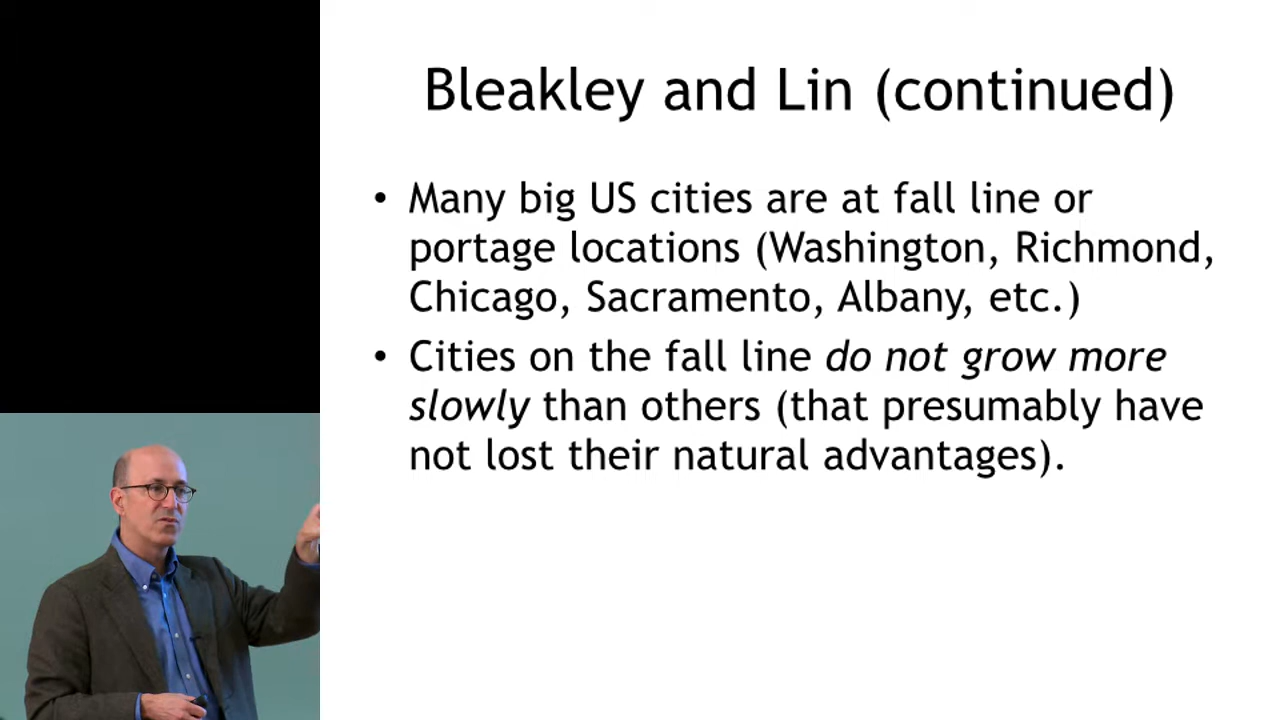 Bleakley and Lin (continued)
• Many big US cities are at fall line or
portage locations (Washington, Richmond,
Chicago, Sacramento, Albany, etc.)
• Cities on the fall line do not grow more
slowly than others (that presumably have
not lost their natural advantages).